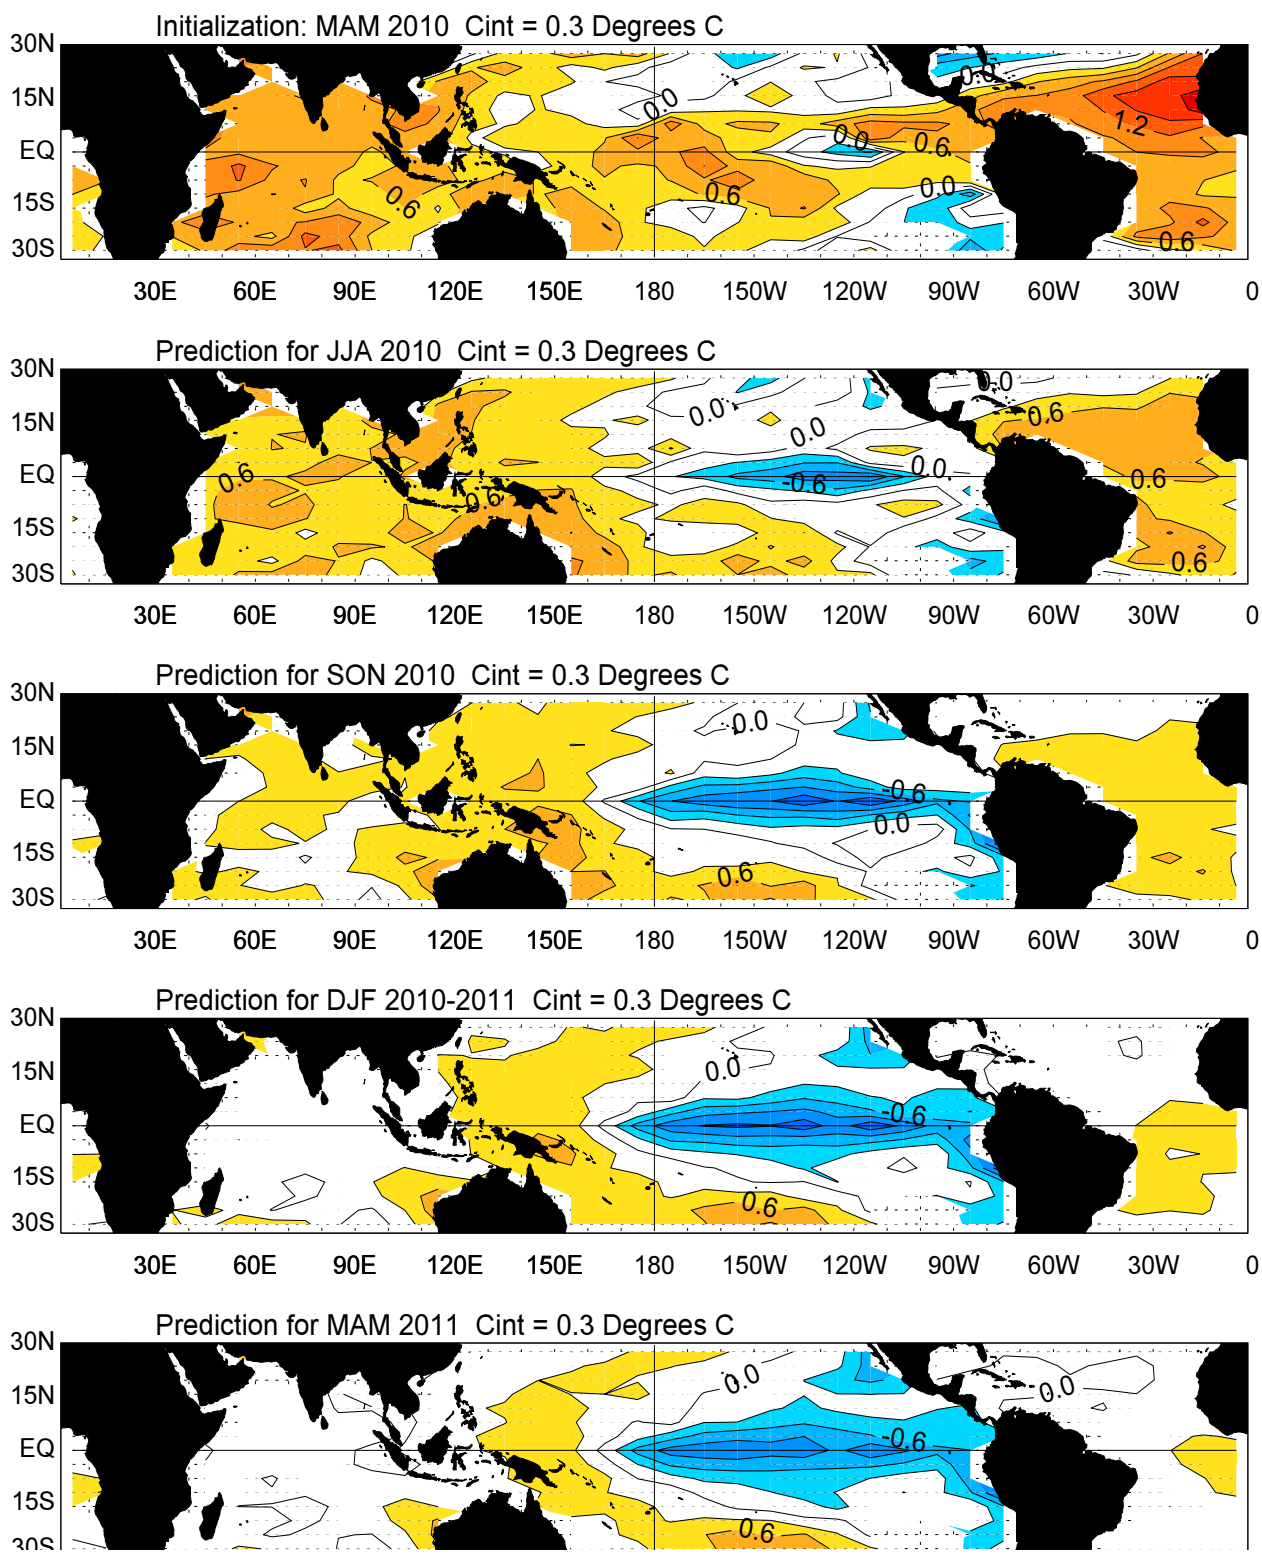 Initialization: MAM 2010 Cint = 0.3 Degrees C
30N
0.0
0.0
15N
1.2
EQ
0.0
0.6
0.6
0.6
0.0
15S
0.6
30S
30E 60E 90E 120E 150E 180 150W 120W 90W 60W 30W 0
Prediction for JJA 2010 Cint = 0.3 Degrees C
30N
0.0
0.0
0.6
15N
0.0
EQ
0.6
0.0
-0.6
0.6
0.6
15S
0.6
30S
30E 60E 90E 120E 150E 180 150W 120W 90W 60W 30W 0
Prediction for SON 2010 Cint = 0.3 Degrees C
30N
0.0
15N
EQ
-0.6
0.0
15S
0.6
30S
30E 60E 90E 120E 150E 180 150W 120W 90W 60W 30W 0
Prediction for DJF 2010-2011 Cint = 0.3 Degrees C
30N
0.0
15N
-0.6
EQ
15S
0.6
30S
30E 60E 90E 120E 150E 180 150W 120W 90W 60W 30W 0
Prediction for MAM 2011 Cint = 0.3 Degrees C
30N
0.0
0.0
15N
-0.6
EQ
15S
0.6
30S